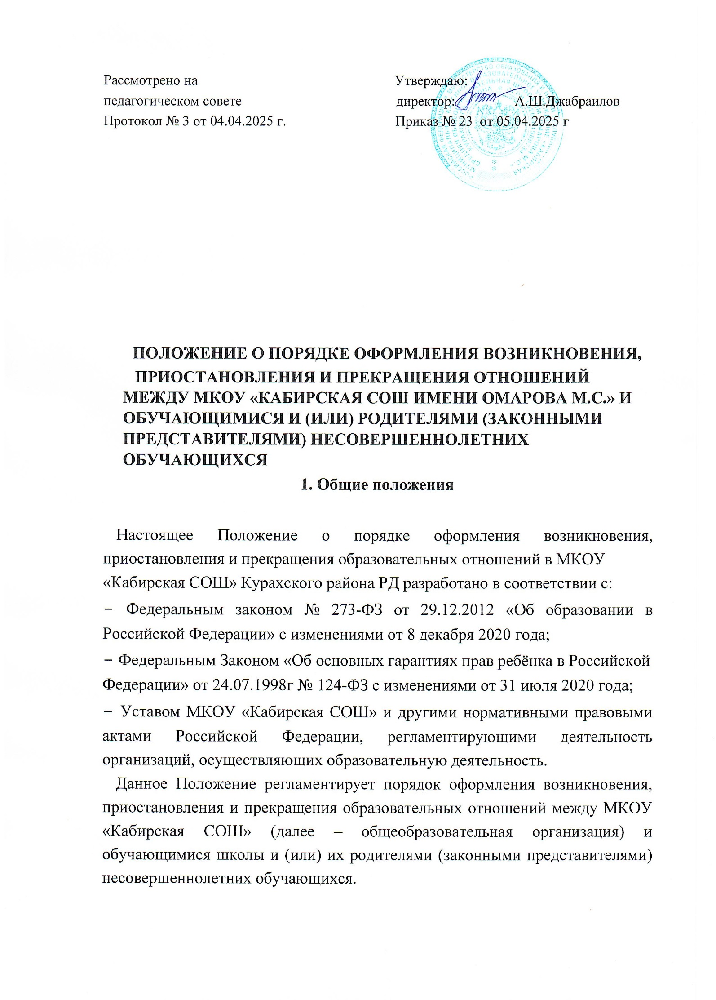 Рассмотрено на
педагогическом совете
Протокол № 3 от 04.04.2025 г.
Утверждаю:
директор: А.Ш.Джабраилов
Приказ № 23 от 05.04.2025 г
ПОЛОЖЕНИЕ О ПОРЯДКЕ ОФОРМЛЕНИЯ ВОЗНИКНОВЕНИЯ,
ПРИОСТАНОВЛЕНИЯ И ПРЕКРАЩЕНИЯ ОТНОШЕНИЙ
МЕЖДУ МКОУ «КАБИРСКАЯ СОШ ИМЕНИ ОМАРОВА М.С.» И
ОБУЧАЮЩИМИСЯ И (ИЛИ) РОДИТЕЛЯМИ (ЗАКОННЫМИ
ПРЕДСТАВИТЕЛЯМИ) НЕСОВЕРШЕННОЛЕТНИХ
ОБУЧАЮЩИХСЯ
1. Общие положения
Настоящее Положение о порядке оформления возникновения,
приостановления и прекращения образовательных отношений в МКОУ
«Кабирская СОШ» Курахского района РД разработано в соответствии с:
− Федеральным законом № 273-ФЗ от 29.12.2012 «Об образовании в
Российской Федерации» с изменениями от 8 декабря 2020 года;
− Федеральным Законом «Об основных гарантиях прав ребёнка в Российской
Федерации» от 24.07.1998г № 124-ФЗ с изменениями от 31 июля 2020 года;
− Уставом МКОУ «Кабирская СОШ» и другими нормативными правовыми
актами Российской Федерации, регламентирующими деятельность
организаций, осуществляющих образовательную деятельность.
Данное Положение регламентирует порядок оформления возникновения,
приостановления и прекращения образовательных отношений между МКОУ
«Кабирская СОШ» (далее – общеобразовательная организация) и
обучающимися школы и (или) их родителями (законными представителями)
несовершеннолетних обучающихся.